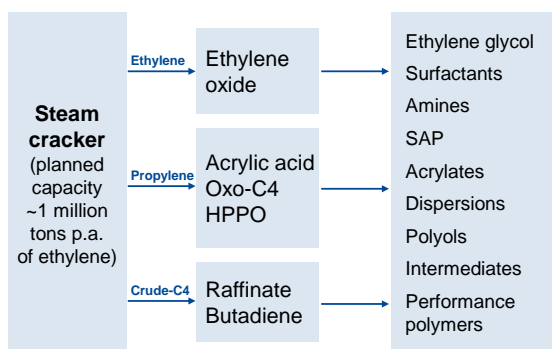 Steam
cracker
(planned
capacity
~1 million
tons p.a.
of ethylene)
Ethylene
Ethylene
oxide
Propylene
Acrylic acid
Oxo-C4
HPPO
Crude-C4
Raffinate
Butadiene
Ethylene glycol
Surfactants
Amines
SAP
Acrylates
Dispersions
Polyols
Intermediates
Performance
polymers